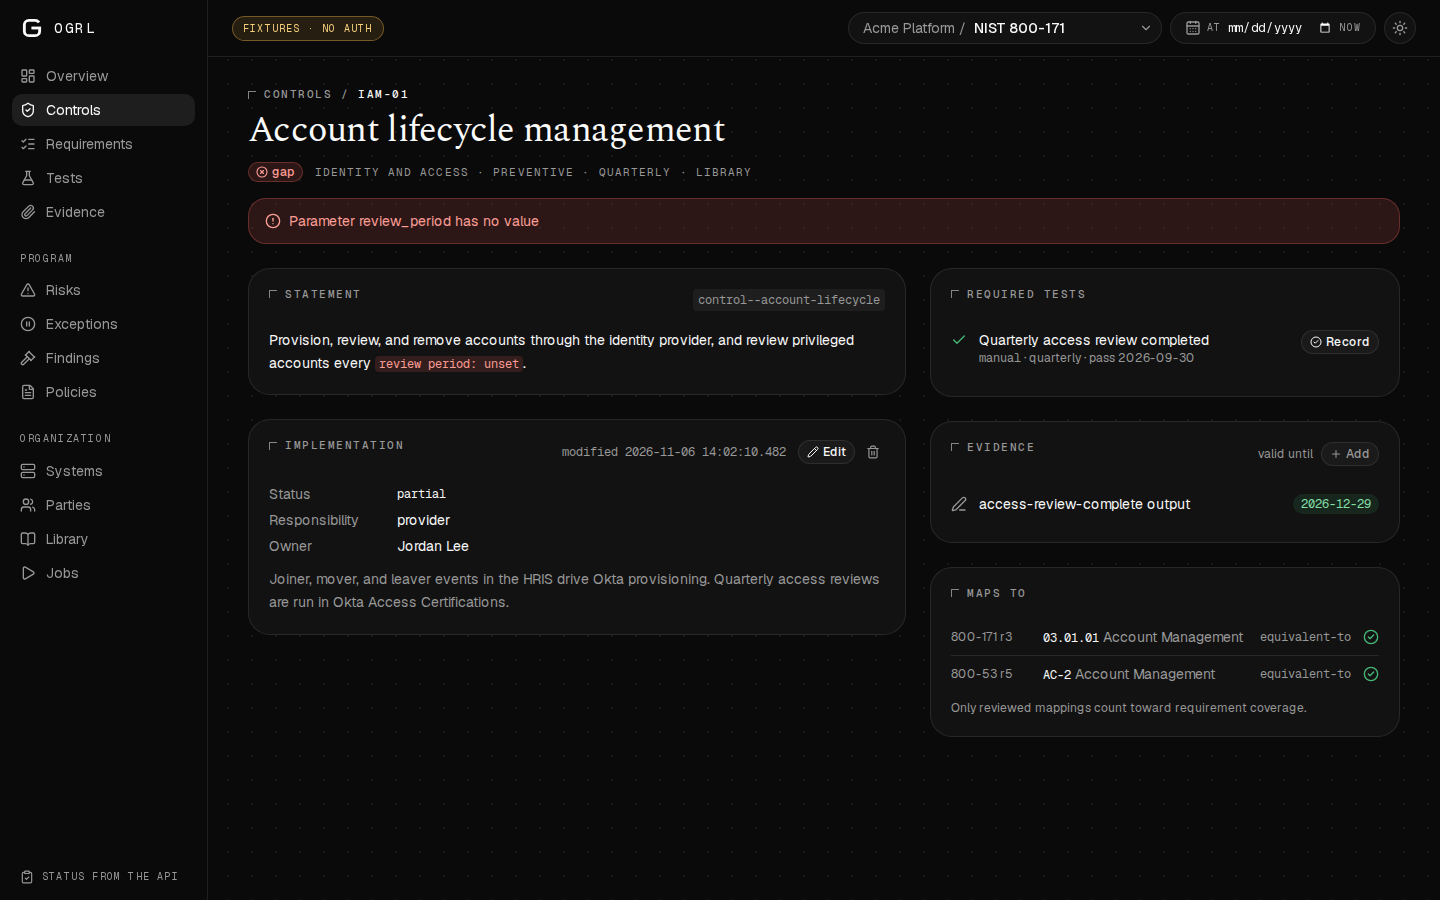 OGRL
FIXTURES · NO AUTH
Acme Platform / NIST 800-171
AT mm/dd/yyyy NOW
Overview
Controls
Requirements
Tests
Evidence
PROGRAM
Risks
Exceptions
Findings
Policies
ORGANIZATION
Systems
Parties
Library
Jobs
STATUS FROM THE API
CONTROLS / IAM-01
Account lifecycle management
gap IDENTITY AND ACCESS · PREVENTIVE · QUARTERLY · LIBRARY
Parameter review_period has no value
STATEMENT
control--account-lifecycle
Provision, review, and remove accounts through the identity provider, and review privileged
accounts every review period: unset.
IMPLEMENTATION
modified 2026-11-06 14:02:10.482 Edit
Status partial
Responsibility provider
Owner Jordan Lee
Joiner, mover, and leaver events in the HRIS drive Okta provisioning. Quarterly access reviews
are run in Okta Access Certifications.
REQUIRED TESTS
Quarterly access review completed
manual · quarterly · pass 2026-09-30
Record
EVIDENCE
valid until + Add
access-review-complete output 2026-12-29
MAPS TO
800-171 r3 03.01.01 Account Management equivalent-to
800-53 r5 AC-2 Account Management equivalent-to
Only reviewed mappings count toward requirement coverage.